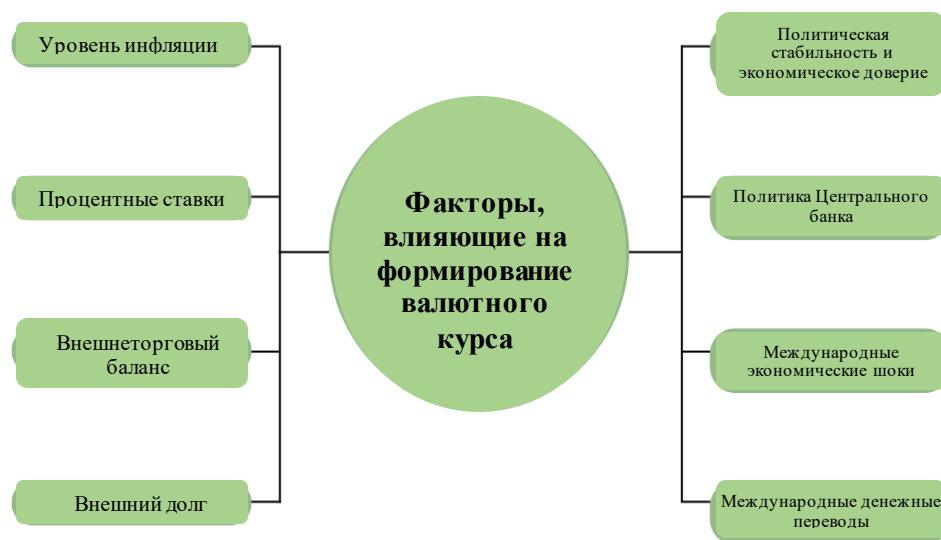 Уровень инфляции
Процентные ставки
Внешнеторговый
баланс
Внешний долг
Факторы,
влияющие на
формирование
валютного
курса
Политическая
стабильность и
экономическое доверие
Политика Центрального
банка
Международные
экономические шоки
Международные денежные
переводы